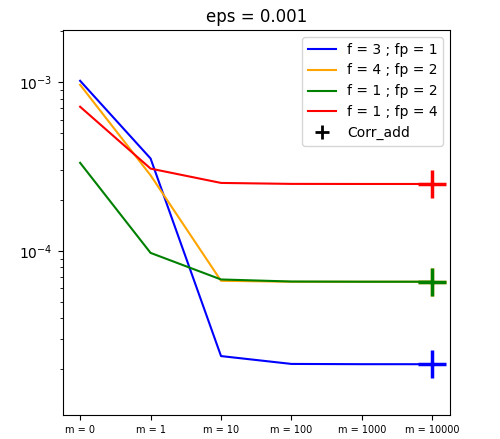 eps = 0.001
f = 3 ; fp = 1
f = 4 ; fp = 2
f = 1 ; fp = 2
f = 1 ; fp = 4
Corr_add
10⁻³
10⁻⁴
m = 0 m = 1 m = 10 m = 100 m = 1000 m = 10000